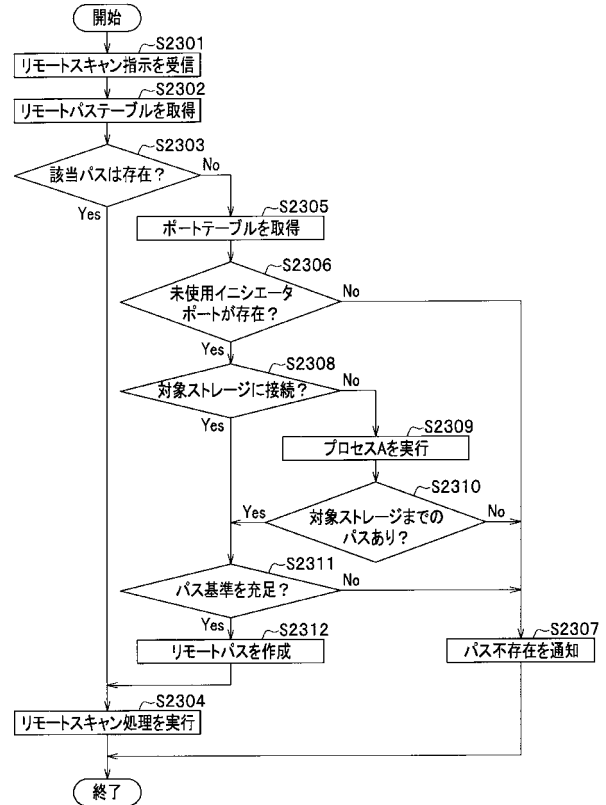 開始
S2301
リモートスキャン指示を受信
S2302
リモートパステーブルを取得
S2303
該当パスは存在？
No
Yes
S2305
ポートテーブルを取得
S2306
未使用イニシエータ
ポートが存在？
No
Yes
S2308
対象ストレージに接続？
No
Yes
S2309
プロセスAを実行
S2310
対象ストレージまでの
パスあり？
Yes
No
S2311
パス基準を充足？
No
Yes
S2312
リモートパスを作成
S2307
パス不存在を通知
S2304
リモートスキャン処理を実行
終了